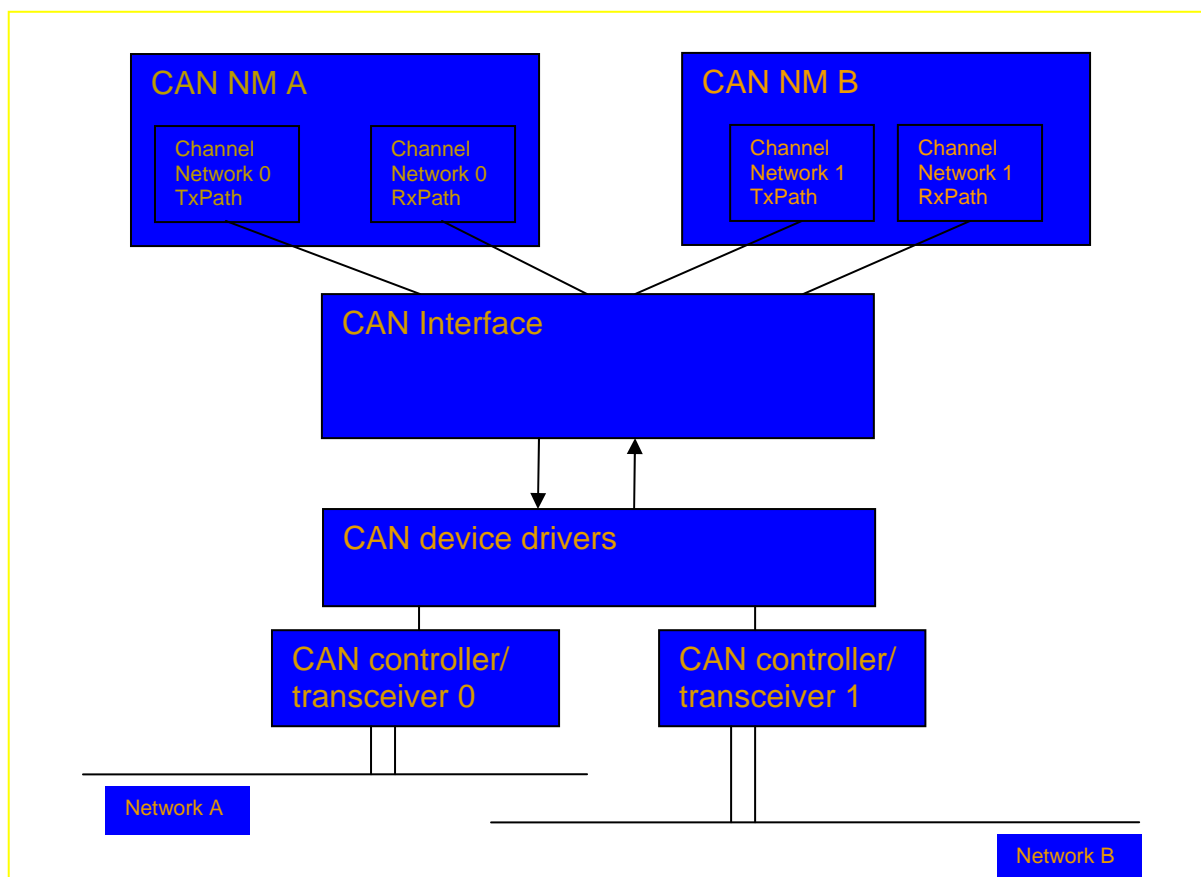 CAN NM A
Channel
Network 0
TxPath
Channel
Network 0
RxPath
CAN NM B
Channel
Network 1
TxPath
Channel
Network 1
RxPath
CAN Interface
CAN device drivers
CAN controller/
transceiver 0
CAN controller/
transceiver 1
Network A
Network B